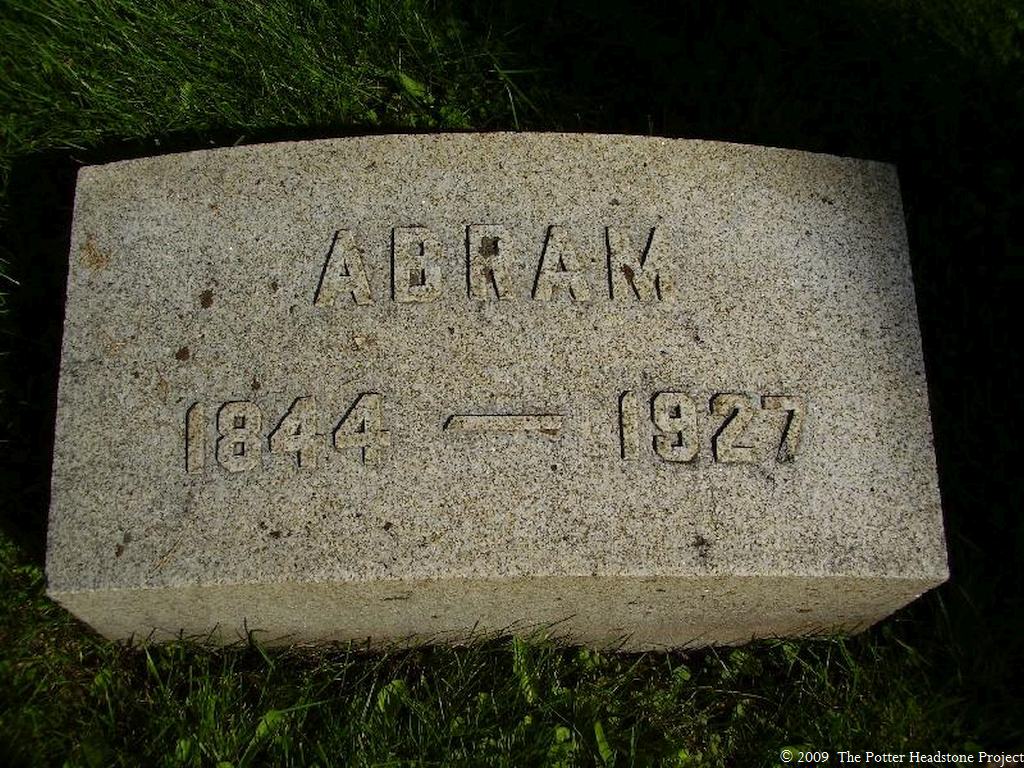 ABRAM
1844 — 1927
© 2009 The Potter Headstone Project